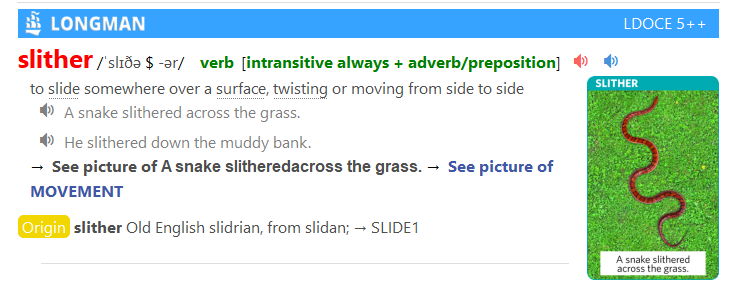 LONGMAN LDOCE 5++
slither /ˈslɪðə $ -ər/ verb [intransitive always + adverb/preposition]
to slide somewhere over a surface, twisting or moving from side to side
A snake slithered across the grass.
He slithered down the muddy bank.
→ See picture of A snake slitheredacross the grass. → See picture of
MOVEMENT
Origin slither Old English slidrian, from slidan; → SLIDE1
SLITHER
A snake slithered
across the grass.